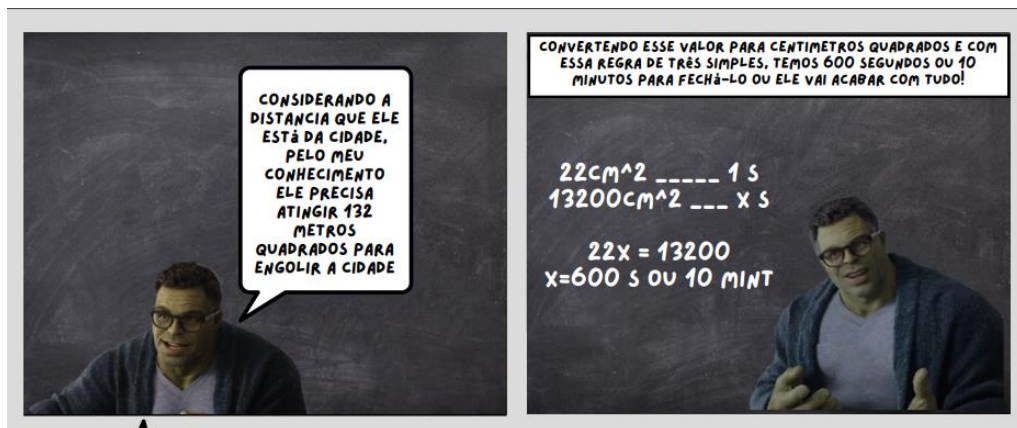 CONSIDERANDO A
DISTANCIA QUE ELE
ESTá DA CIDADE,
PELO MEU
CONHECIMENTO
ELE PRECISA
ATINGIR 132
METROS
QUADRADOS PARA
ENGOLIR A CIDADE
CONVERTENDO ESSE VALOR PARA CENTIMETROS QUADRADOS E COM
ESSA REGRA DE TRêS SIMPLES, TEMOS 600 SEGUNDOS OU 10
MINUTOS PARA FECHá-LO OU ELE VAI ACABAR COM TUDO!
22CM^2 _____ 1 S
13200CM^2 ___ X S
22X = 13200
X=600 S OU 10 MINT